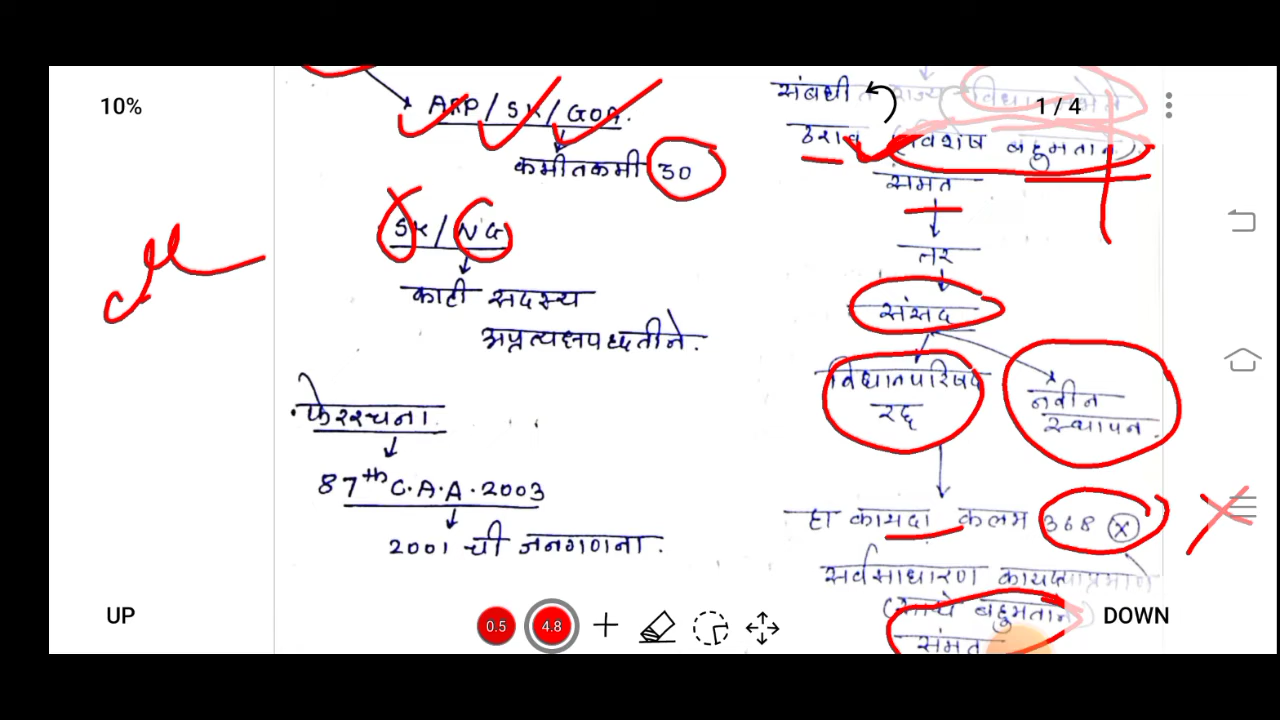 10%
ARP / SK / GOA.
कमीतकमी 30
SK / NG
काही सदस्य
अप्रत्यक्षपध्दतीने.
फेररचना.
87th C.A.A. 2003
2001 ची जनगणना.
संबधी राज्य
1 / 4
ठराव (विशेष बहुमताने)
संमत
तर
संसद
विधानपरिषद
रद्द
नवीन
स्थापन.
हा कायदा कलम 368 X
सर्वसाधारण
बहुमताने)
संमत
UP
DOWN
0.5 4.8